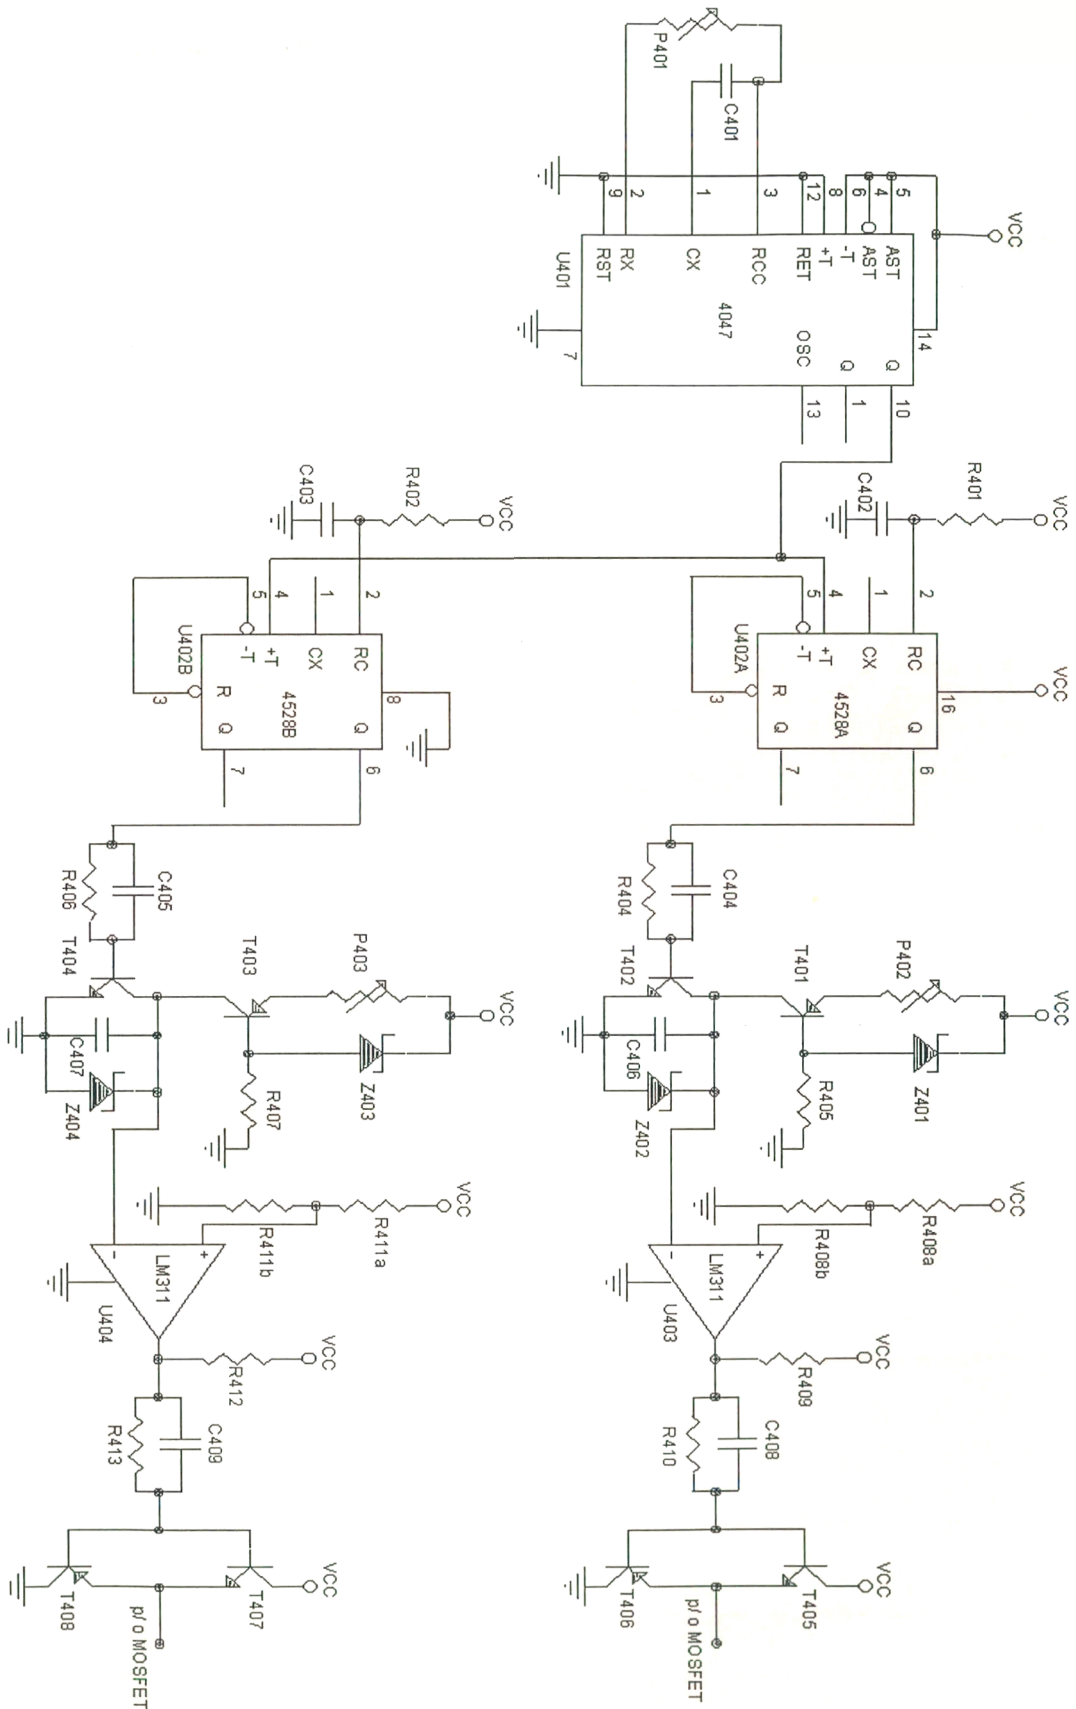 P401
C401
VCC
5
4
6
8
12
3
1
2
9
AST
AST
-T
+T
RET
RCC
CX
RX
RST
U401
4047
14
7
OSC
Q
Q
13
1
10
VCC
R401
C402
VCC
R402
C403
2
1
4
5
RC
CX
+T
-T
U402A
4528A
16
VCC
R
Q
Q
3
7
6
2
1
4
5
RC
CX
+T
-T
U402B
4528B
8
R
Q
Q
3
7
6
C404
R404
T402
T401
P402
VCC
Z401
R405
C406
Z402
VCC
R408a
R408b
LM311
+
-
U403
VCC
R409
C408
R410
VCC
T405
T406
p/o MOSFET
C405
R406
T404
T403
P403
VCC
Z403
R407
C407
Z404
VCC
R411a
R411b
LM311
+
-
U404
VCC
R412
C409
R413
VCC
T407
T408
p/o MOSFET